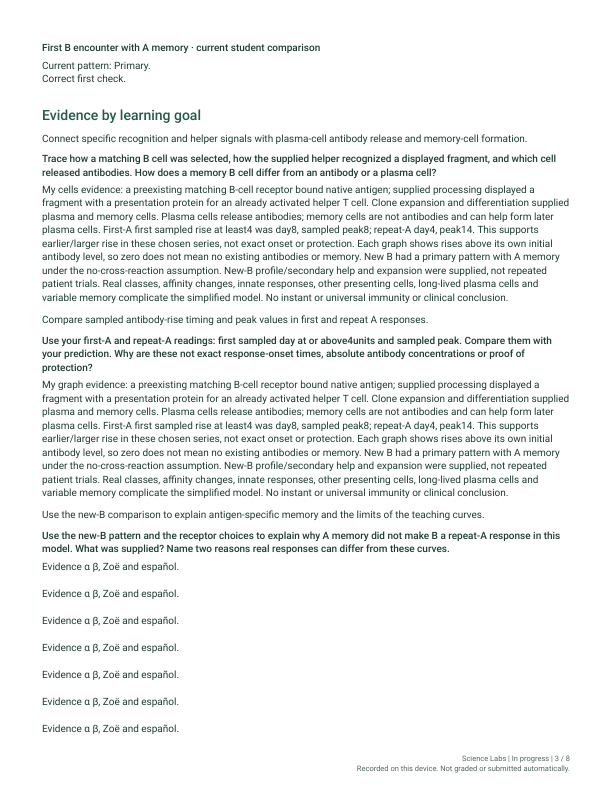 First B encounter with A memory · current student comparison
Current pattern: Primary.
Correct first check.
Evidence by learning goal
Connect specific recognition and helper signals with plasma-cell antibody release and memory-cell formation.
Trace how a matching B cell was selected, how the supplied helper recognized a displayed fragment, and which cell
released antibodies. How does a memory B cell differ from an antibody or a plasma cell?
My cells evidence: a preexisting matching B-cell receptor bound native antigen; supplied processing displayed a
fragment with a presentation protein for an already activated helper T cell. Clone expansion and differentiation supplied
plasma and memory cells. Plasma cells release antibodies; memory cells are not antibodies and can help form later
plasma cells. First-A first sampled rise at least4 was day8, sampled peak8; repeat-A day4, peak14. This supports
earlier/larger rise in these chosen series, not exact onset or protection. Each graph shows rises above its own initial
antibody level, so zero does not mean no existing antibodies or memory. New B had a primary pattern with A memory
under the no-cross-reaction assumption. New-B profile/secondary help and expansion were supplied, not repeated
patient trials. Real classes, affinity changes, innate responses, other presenting cells, long-lived plasma cells and
variable memory complicate the simplified model. No instant or universal immunity or clinical conclusion.
Compare sampled antibody-rise timing and peak values in first and repeat A responses.
Use your first-A and repeat-A readings: first sampled day at or above4units and sampled peak. Compare them with
your prediction. Why are these not exact response-onset times, absolute antibody concentrations or proof of
protection?
My graph evidence: a preexisting matching B-cell receptor bound native antigen; supplied processing displayed a
fragment with a presentation protein for an already activated helper T cell. Clone expansion and differentiation supplied
plasma and memory cells. Plasma cells release antibodies; memory cells are not antibodies and can help form later
plasma cells. First-A first sampled rise at least4 was day8, sampled peak8; repeat-A day4, peak14. This supports
earlier/larger rise in these chosen series, not exact onset or protection. Each graph shows rises above its own initial
antibody level, so zero does not mean no existing antibodies or memory. New B had a primary pattern with A memory
under the no-cross-reaction assumption. New-B profile/secondary help and expansion were supplied, not repeated
patient trials. Real classes, affinity changes, innate responses, other presenting cells, long-lived plasma cells and
variable memory complicate the simplified model. No instant or universal immunity or clinical conclusion.
Use the new-B comparison to explain antigen-specific memory and the limits of the teaching curves.
Use the new-B pattern and the receptor choices to explain why A memory did not make B a repeat-A response in this
model. What was supplied? Name two reasons real responses can differ from these curves.
Evidence α β, Zoë and español.
Evidence α β, Zoë and español.
Evidence α β, Zoë and español.
Evidence α β, Zoë and español.
Evidence α β, Zoë and español.
Evidence α β, Zoë and español.
Evidence α β, Zoë and español.
Science Labs | In progress | 3 / 8
Recorded on this device. Not graded or submitted automatically.